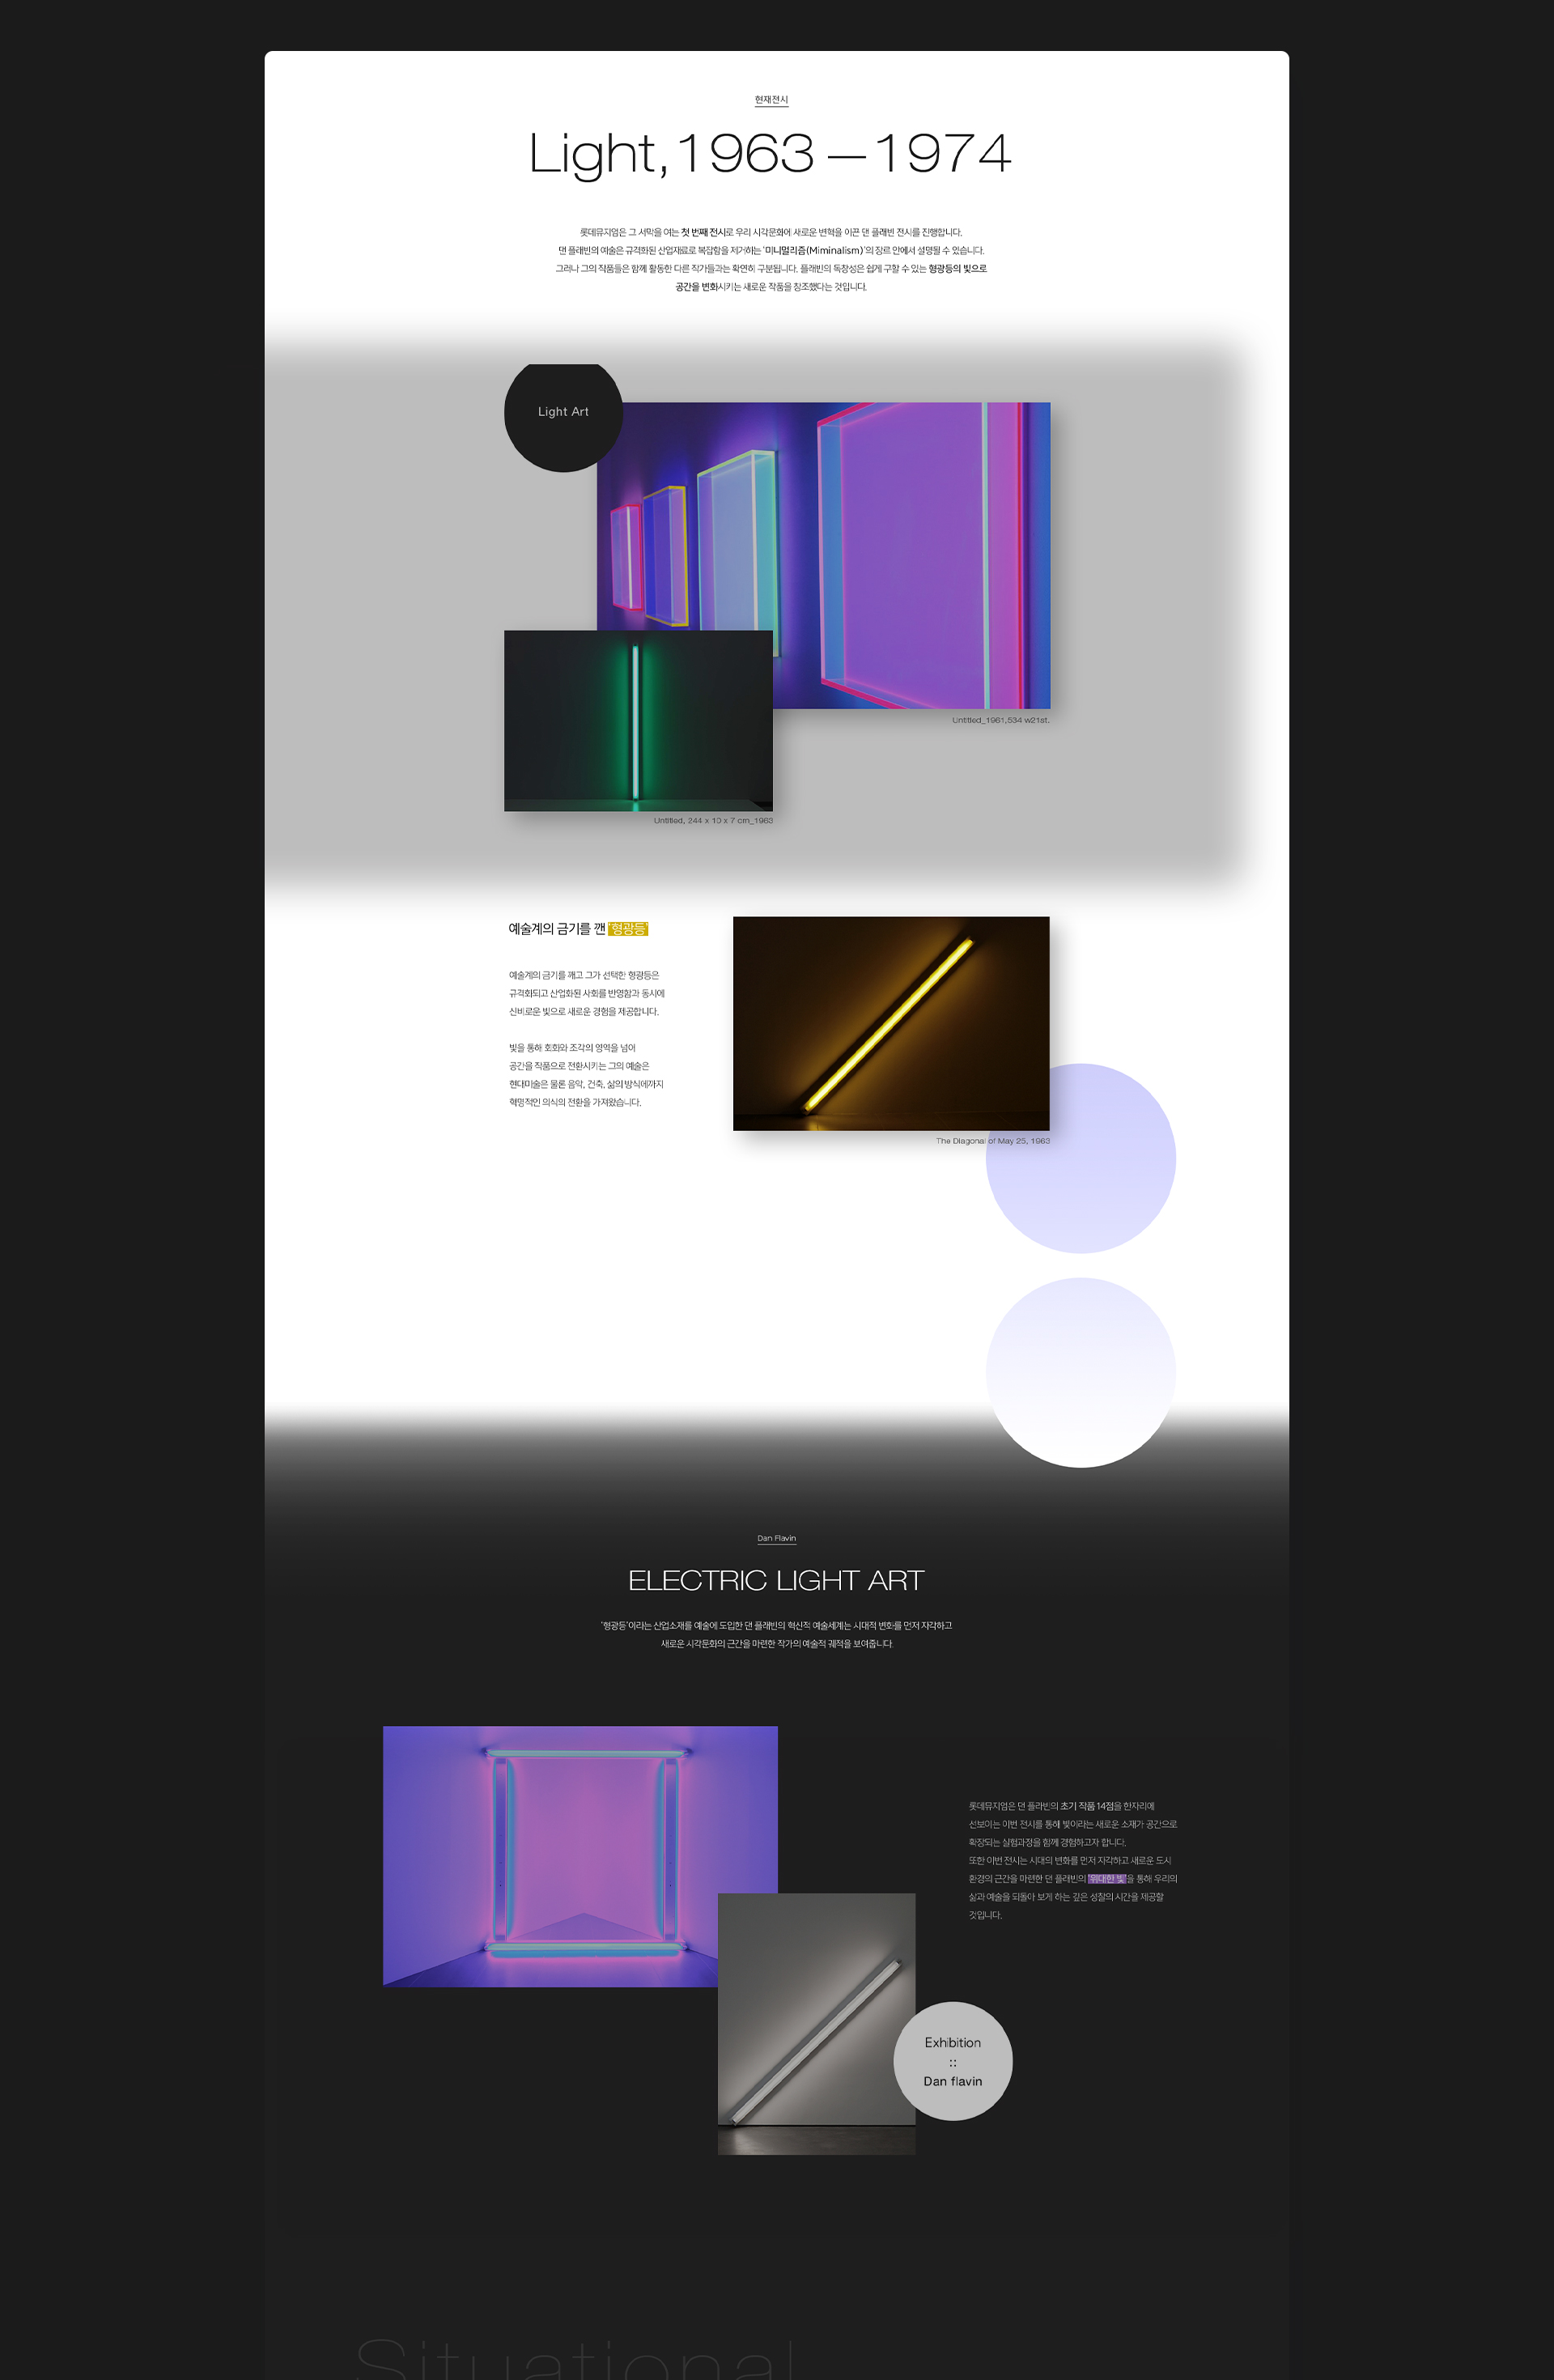 현재전시
Light,1963 — 1974
롯데뮤지엄은 그 서막을 여는 첫 번째 전시로 우리 시각문화에 새로운 변혁을 이끈 댄 플래빈 전시를 진행합니다.
댄 플래빈의 예술은 규격화된 산업재료로 복잡함을 제거하는 '미니멀리즘(Miminalism)'의 장르 안에서 설명될 수 있습니다.
그러나 그의 작품들은 함께 활동한 다른 작가들과는 확연히 구분됩니다. 플래빈의 독창성은 쉽게 구할 수 있는 형광등의 빛으로
공간을 변화시키는 새로운 작품을 창조했다는 것입니다.
Light Art
Untitled_1961,534 w21st.
Untitled, 244 x 10 x 7 cm_1963
예술계의 금기를 깬 '형광등'
예술계의 금기를 깨고 그가 선택한 형광등은
규격화되고 산업화된 사회를 반영함과 동시에
신비로운 빛으로 새로운 경험을 제공합니다.
빛을 통해 회화와 조각의 영역을 넘어
공간을 작품으로 전환시키는 그의 예술은
현대미술은 물론 음악, 건축, 삶의 방식에까지
혁명적인 의식의 전환을 가져왔습니다.
The Diagonal of May 25, 1963
Dan Flavin
ELECTRIC LIGHT ART
'형광등'이라는 산업소재를 예술에 도입한 댄 플래빈의 혁신적 예술세계는 시대적 변화를 먼저 자각하고
새로운 시각문화의 근간을 마련한 작가의 예술적 궤적을 보여줍니다.
롯데뮤지엄은 댄 플라빈의 초기 작품 14점을 한자리에
선보이는 이번 전시를 통해 빛이라는 새로운 소재가 공간으로
확장되는 실험과정을 함께 경험하고자 합니다.
또한 이번 전시는 시대의 변화를 먼저 자각하고 새로운 도시
환경의 근간을 마련한 댄 플래빈의 '위대한 빛'을 통해 우리의
삶과 예술을 되돌아 보게 하는 깊은 성찰의 시간을 제공할
것입니다.
Exhibition
::
Dan flavin
Situational